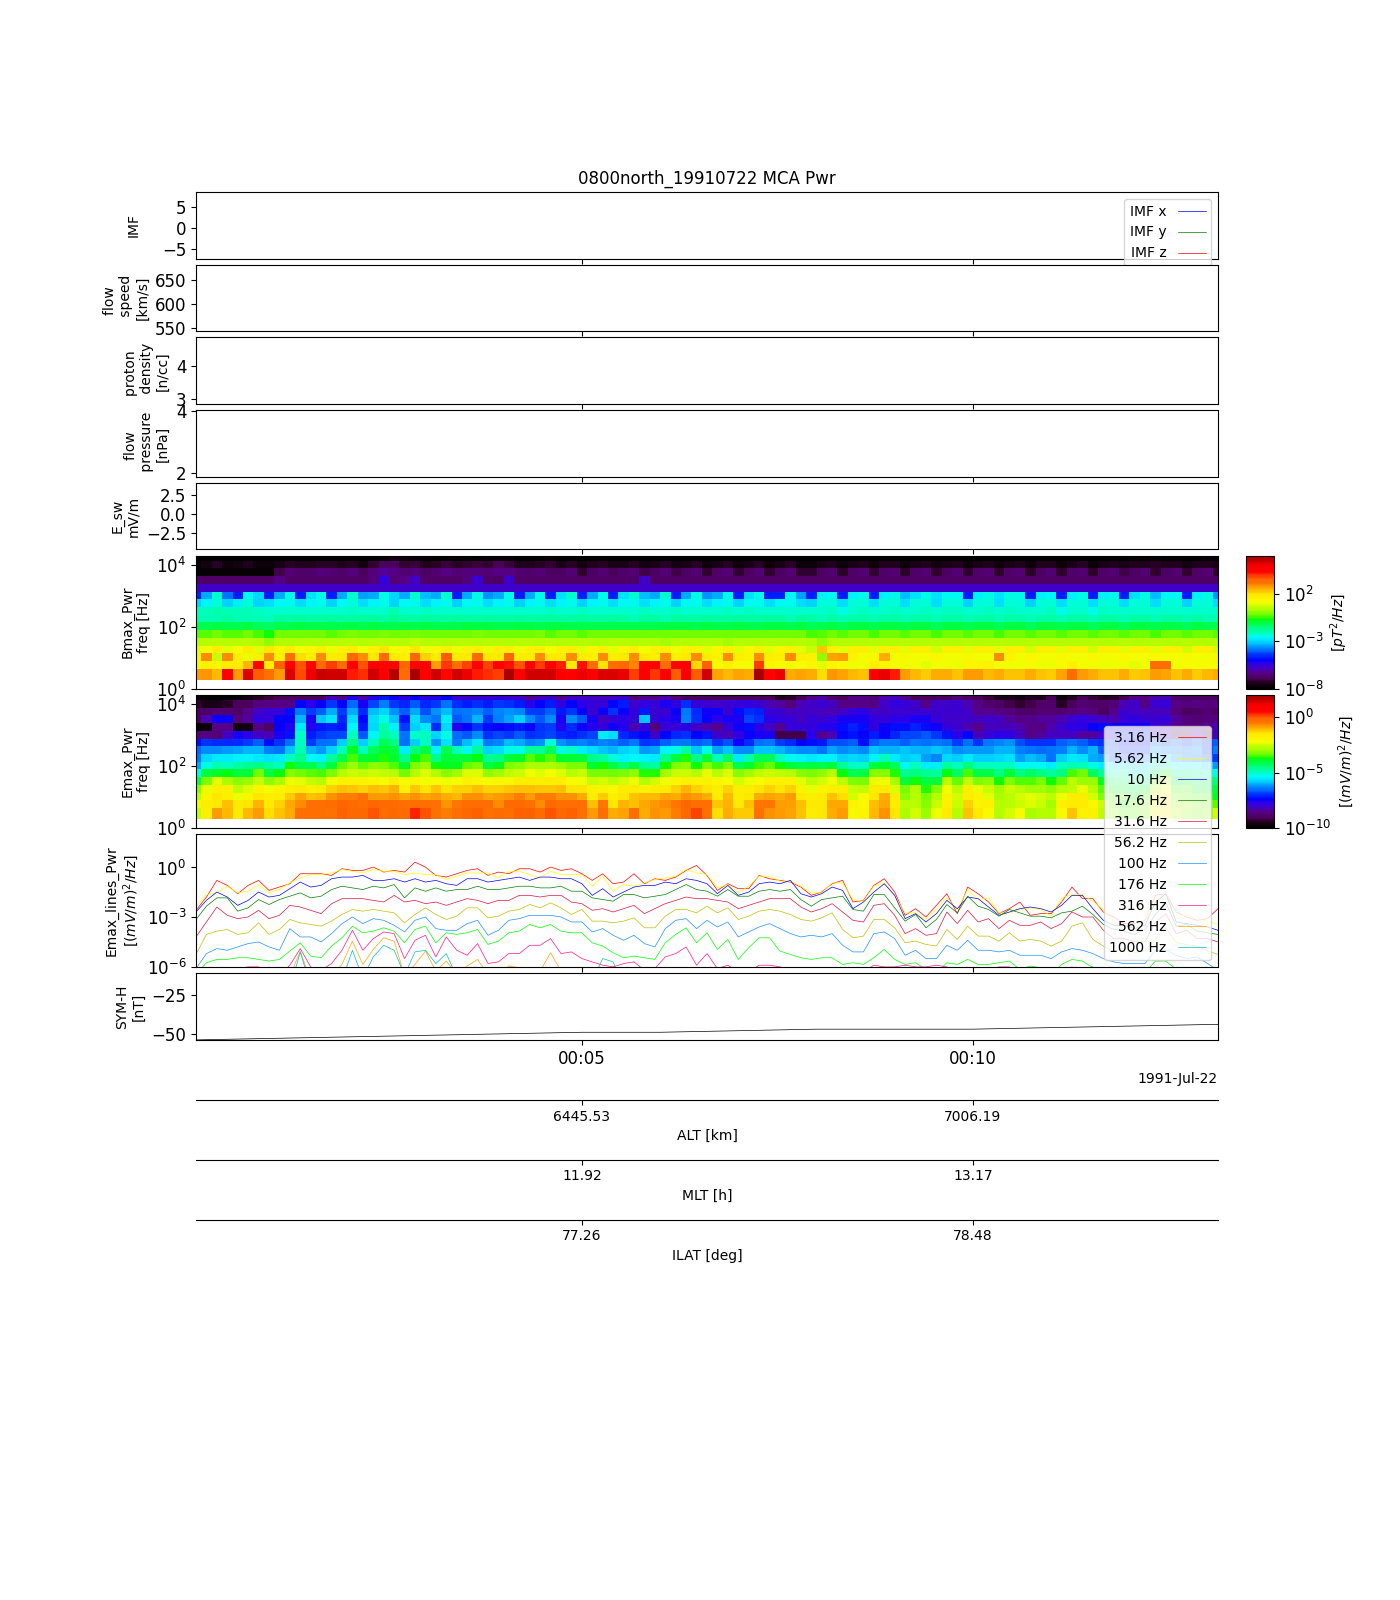 0800north_19910722 MCA Pwr
IMF
5
0
−5
IMF x
IMF y
IMF z
flow
speed
[km/s]
650
600
550
proton
density
[n/cc]
4
3
flow
pressure
[nPa]
4
2
E_sw
mV/m
2.5
0.0
−2.5
Bmax_Pwr
freq [Hz]
10^4
10^2
10^0
10^2
10^-3
10^-8
[pT^2/Hz]
Emax_Pwr
freq [Hz]
10^4
10^2
10^0
10^0
10^-5
10^-10
[(mV/m)^2/Hz]
3.16 Hz
5.62 Hz
10 Hz
17.6 Hz
31.6 Hz
56.2 Hz
100 Hz
176 Hz
316 Hz
562 Hz
1000 Hz
Emax_lines_Pwr
[(mV/m)^2/Hz]
10^0
10^-3
10^-6
SYM-H
[nT]
−25
−50
00:05 00:10
1991-Jul-22
6445.53 7006.19
ALT [km]
11.92 13.17
MLT [h]
77.26 78.48
ILAT [deg]